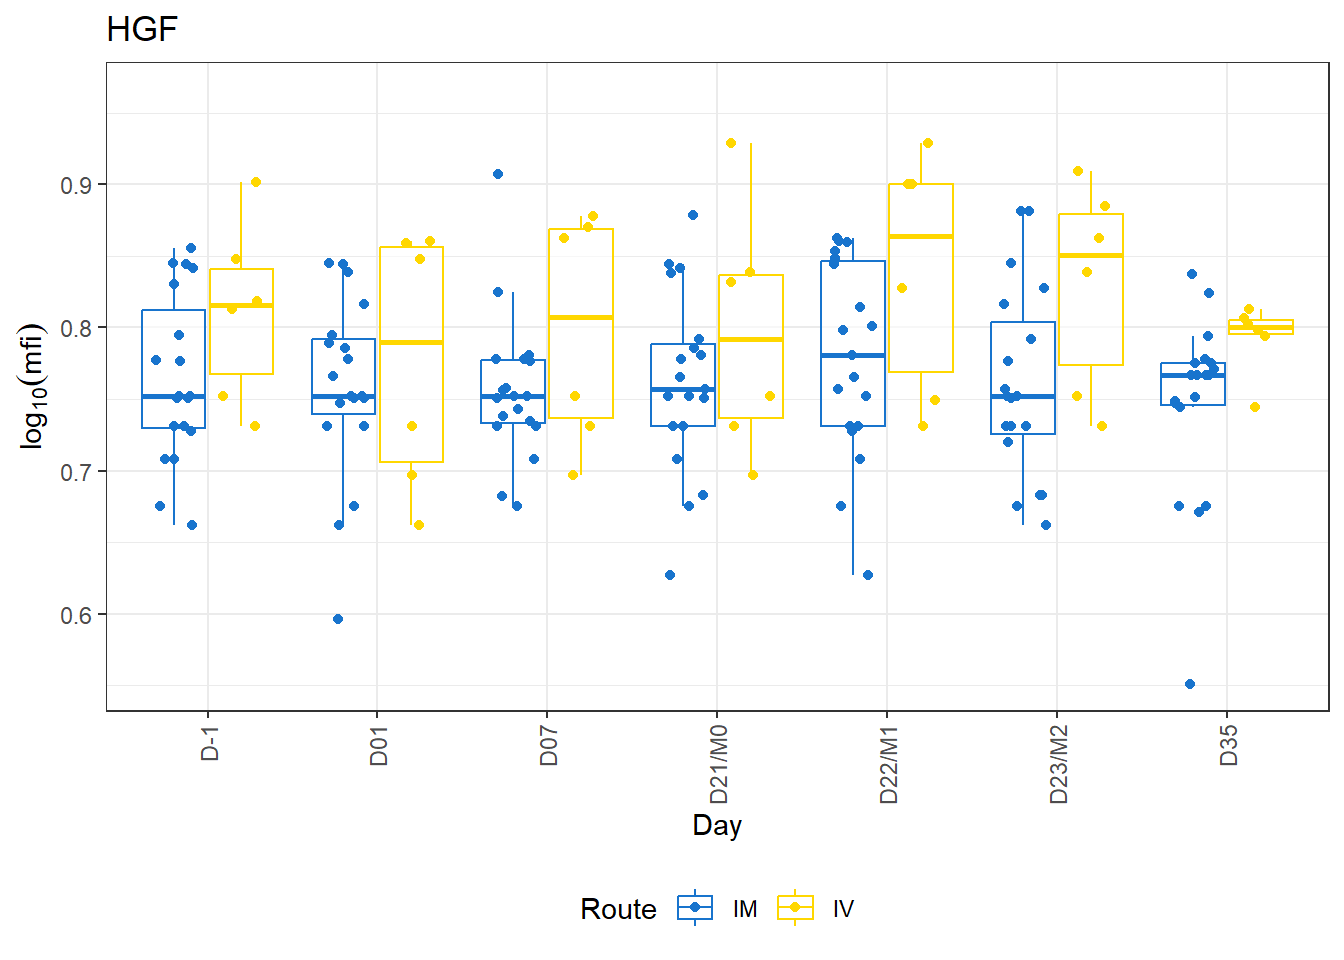 HGF
log10(mfi)
0.9
0.8
0.7
0.6
D-1
D01
D07
D21/M0
D22/M1
D23/M2
D35
Day
Route IM IV